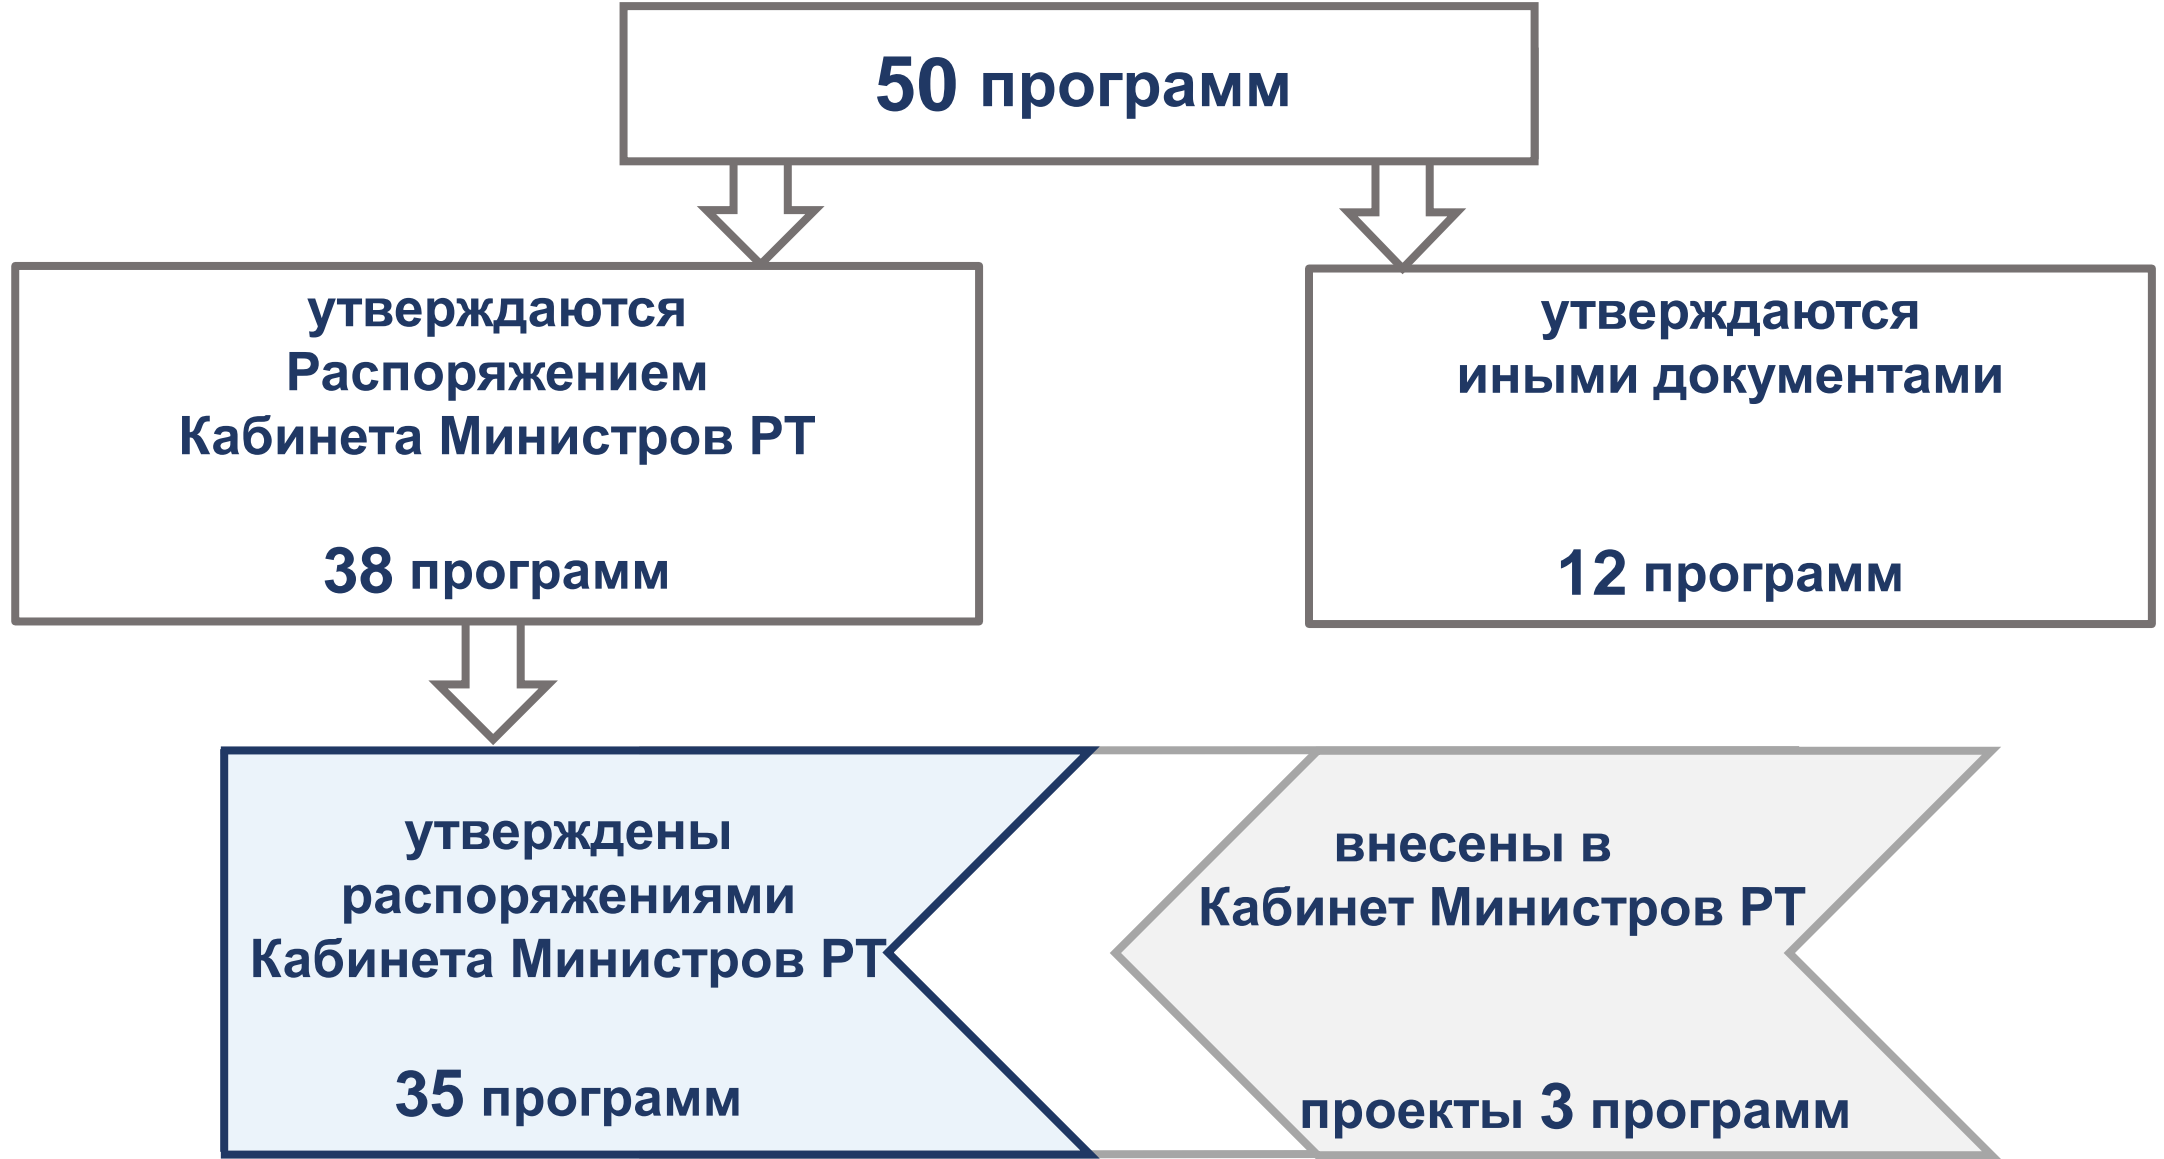 50 программ
утверждаются
Распоряжением
Кабинета Министров РТ
38 программ
утверждаются
иными документами
12 программ
утверждены
распоряжениями
Кабинета Министров РТ
35 программ
внесены в
Кабинет Министров РТ
проекты 3 программ